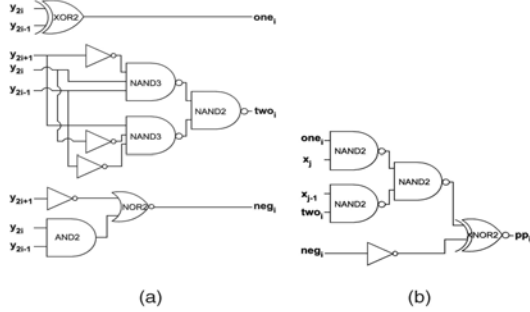 y2i
y2i-1
XOR2
onei
y2i+1
y2i
y2i-1
NAND3
NAND3
NAND2
twoi
y2i+1
y2i
y2i-1
AND2
NOR2
negi
(a)
onei
xj
NAND2
xj-1
twoi
NAND2
NAND2
negi
XNOR2
ppi
(b)